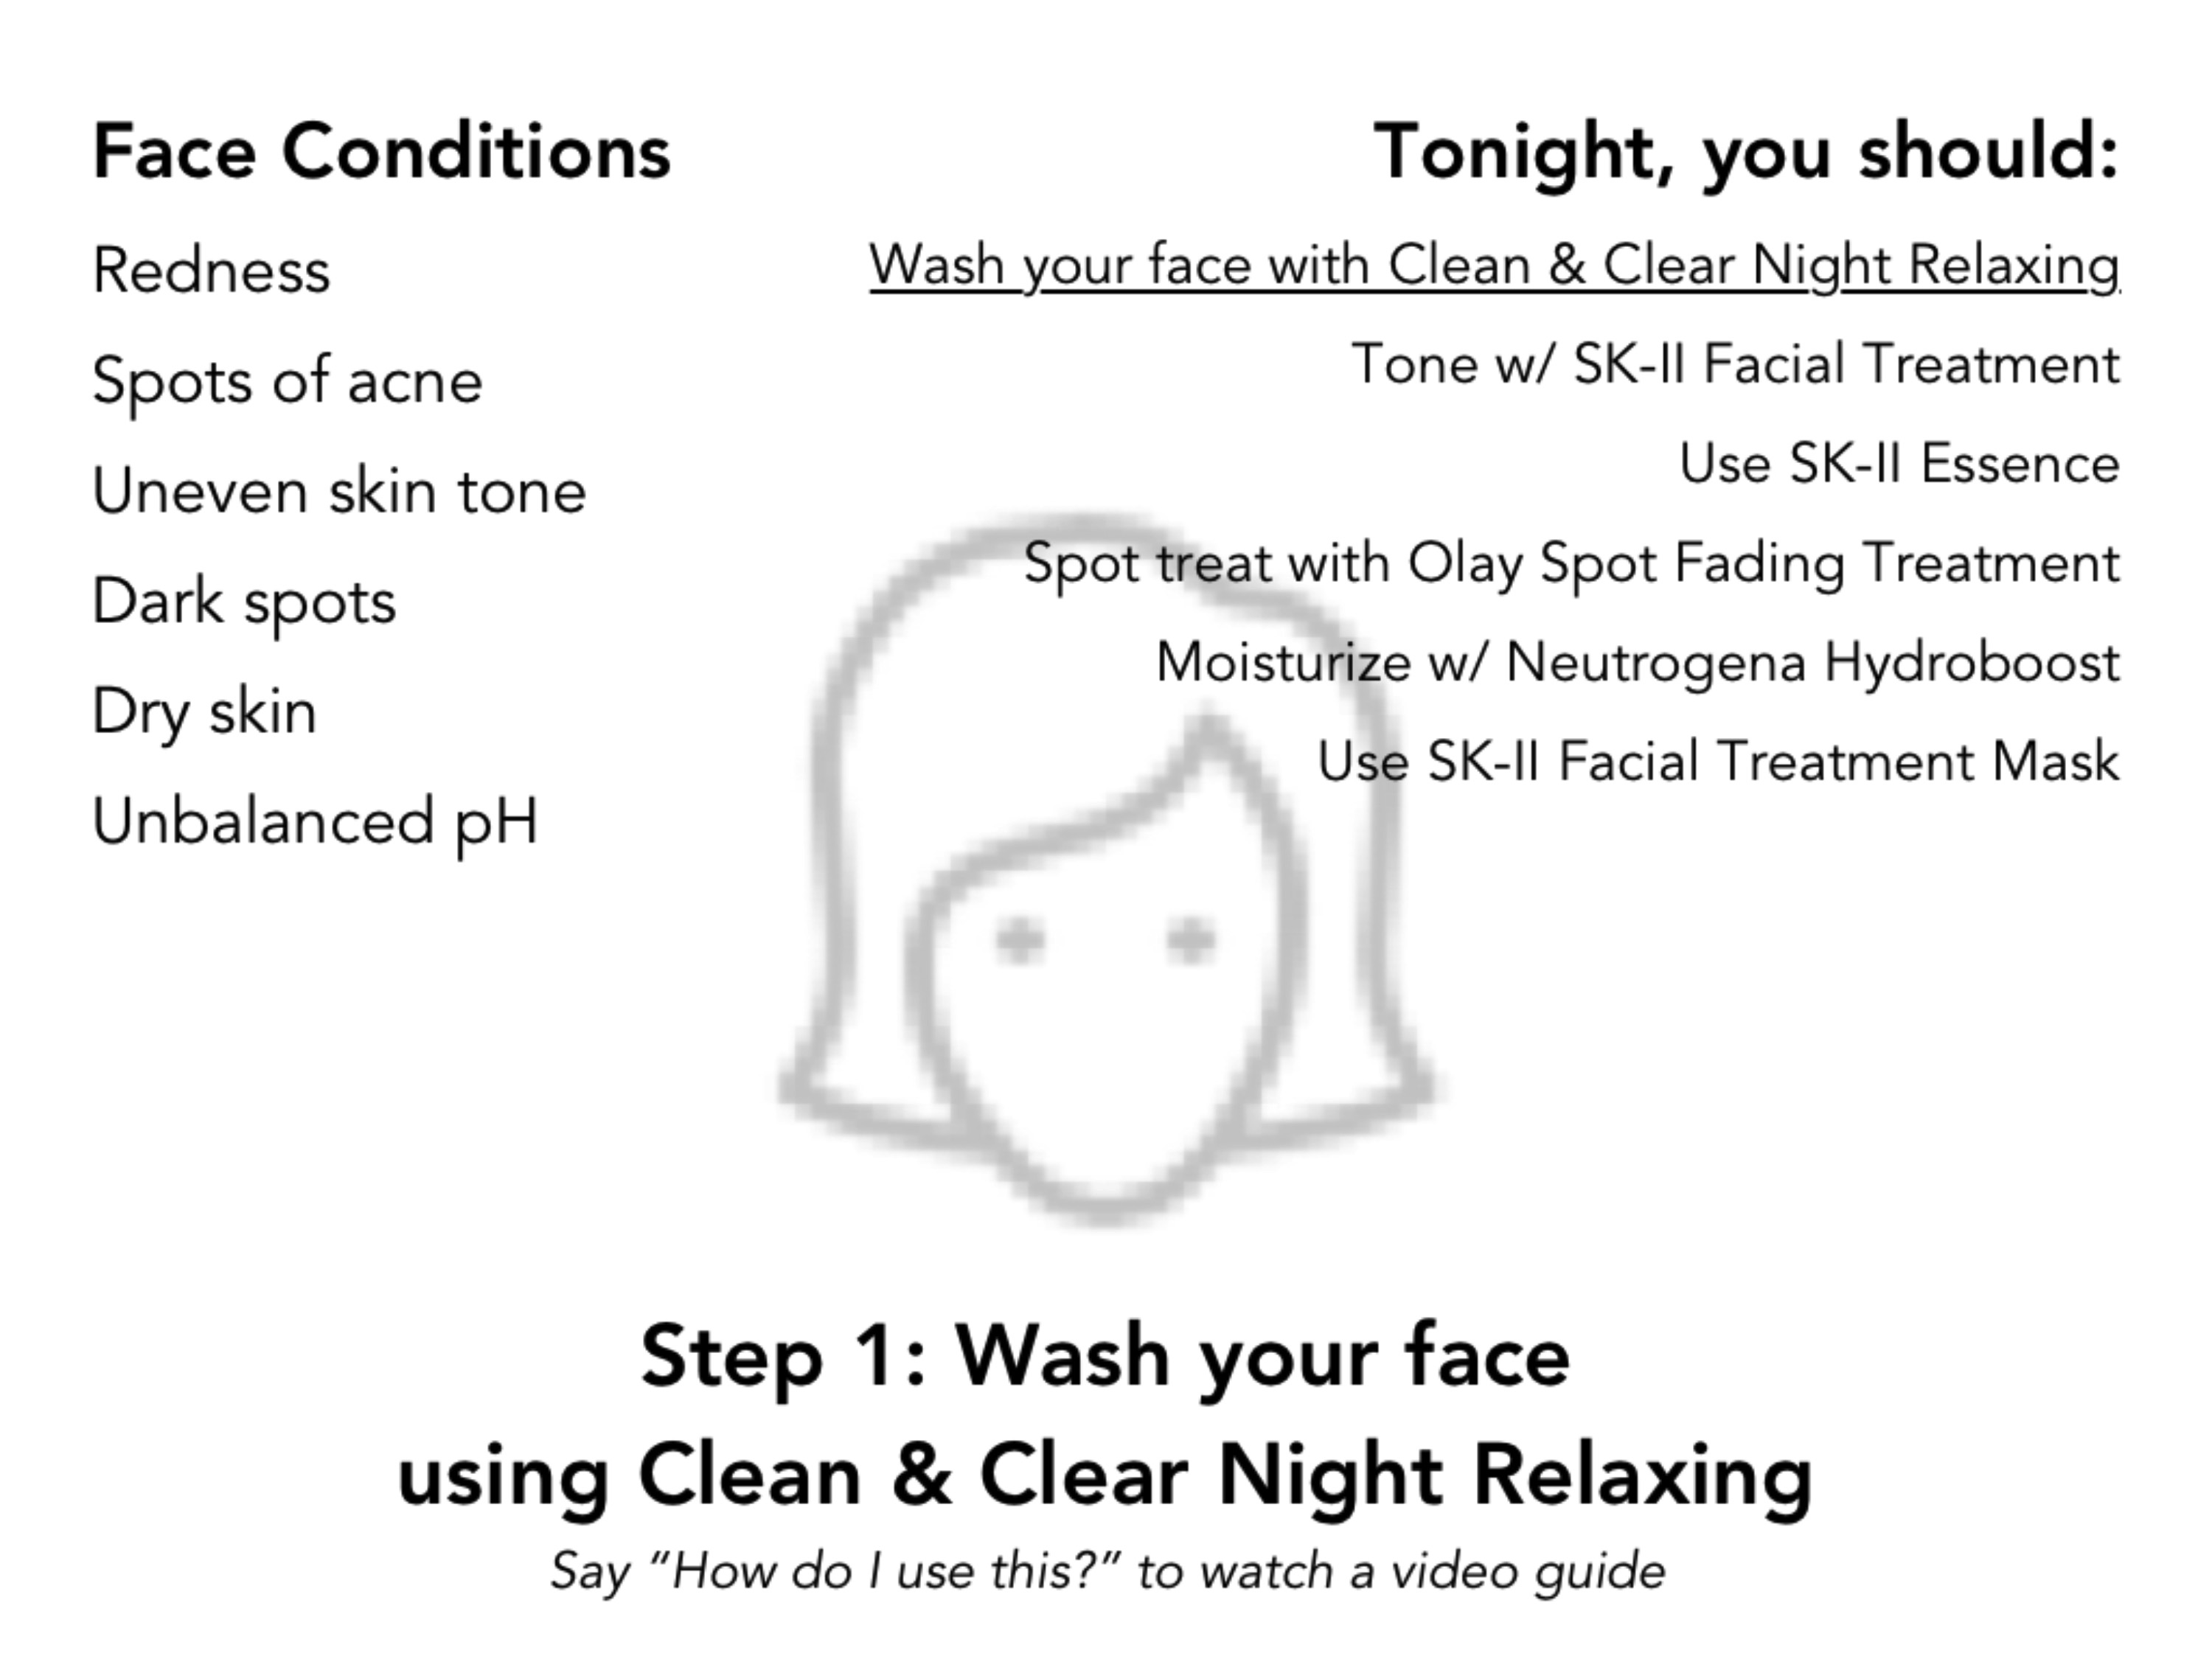 Face Conditions
Redness
Spots of acne
Uneven skin tone
Dark spots
Dry skin
Unbalanced pH
Tonight, you should:
Wash your face with Clean & Clear Night Relaxing
Tone w/ SK-II Facial Treatment
Use SK-II Essence
Spot treat with Olay Spot Fading Treatment
Moisturize w/ Neutrogena Hydroboost
Use SK-II Facial Treatment Mask
Step 1: Wash your face
using Clean & Clear Night Relaxing
Say “How do I use this?” to watch a video guide